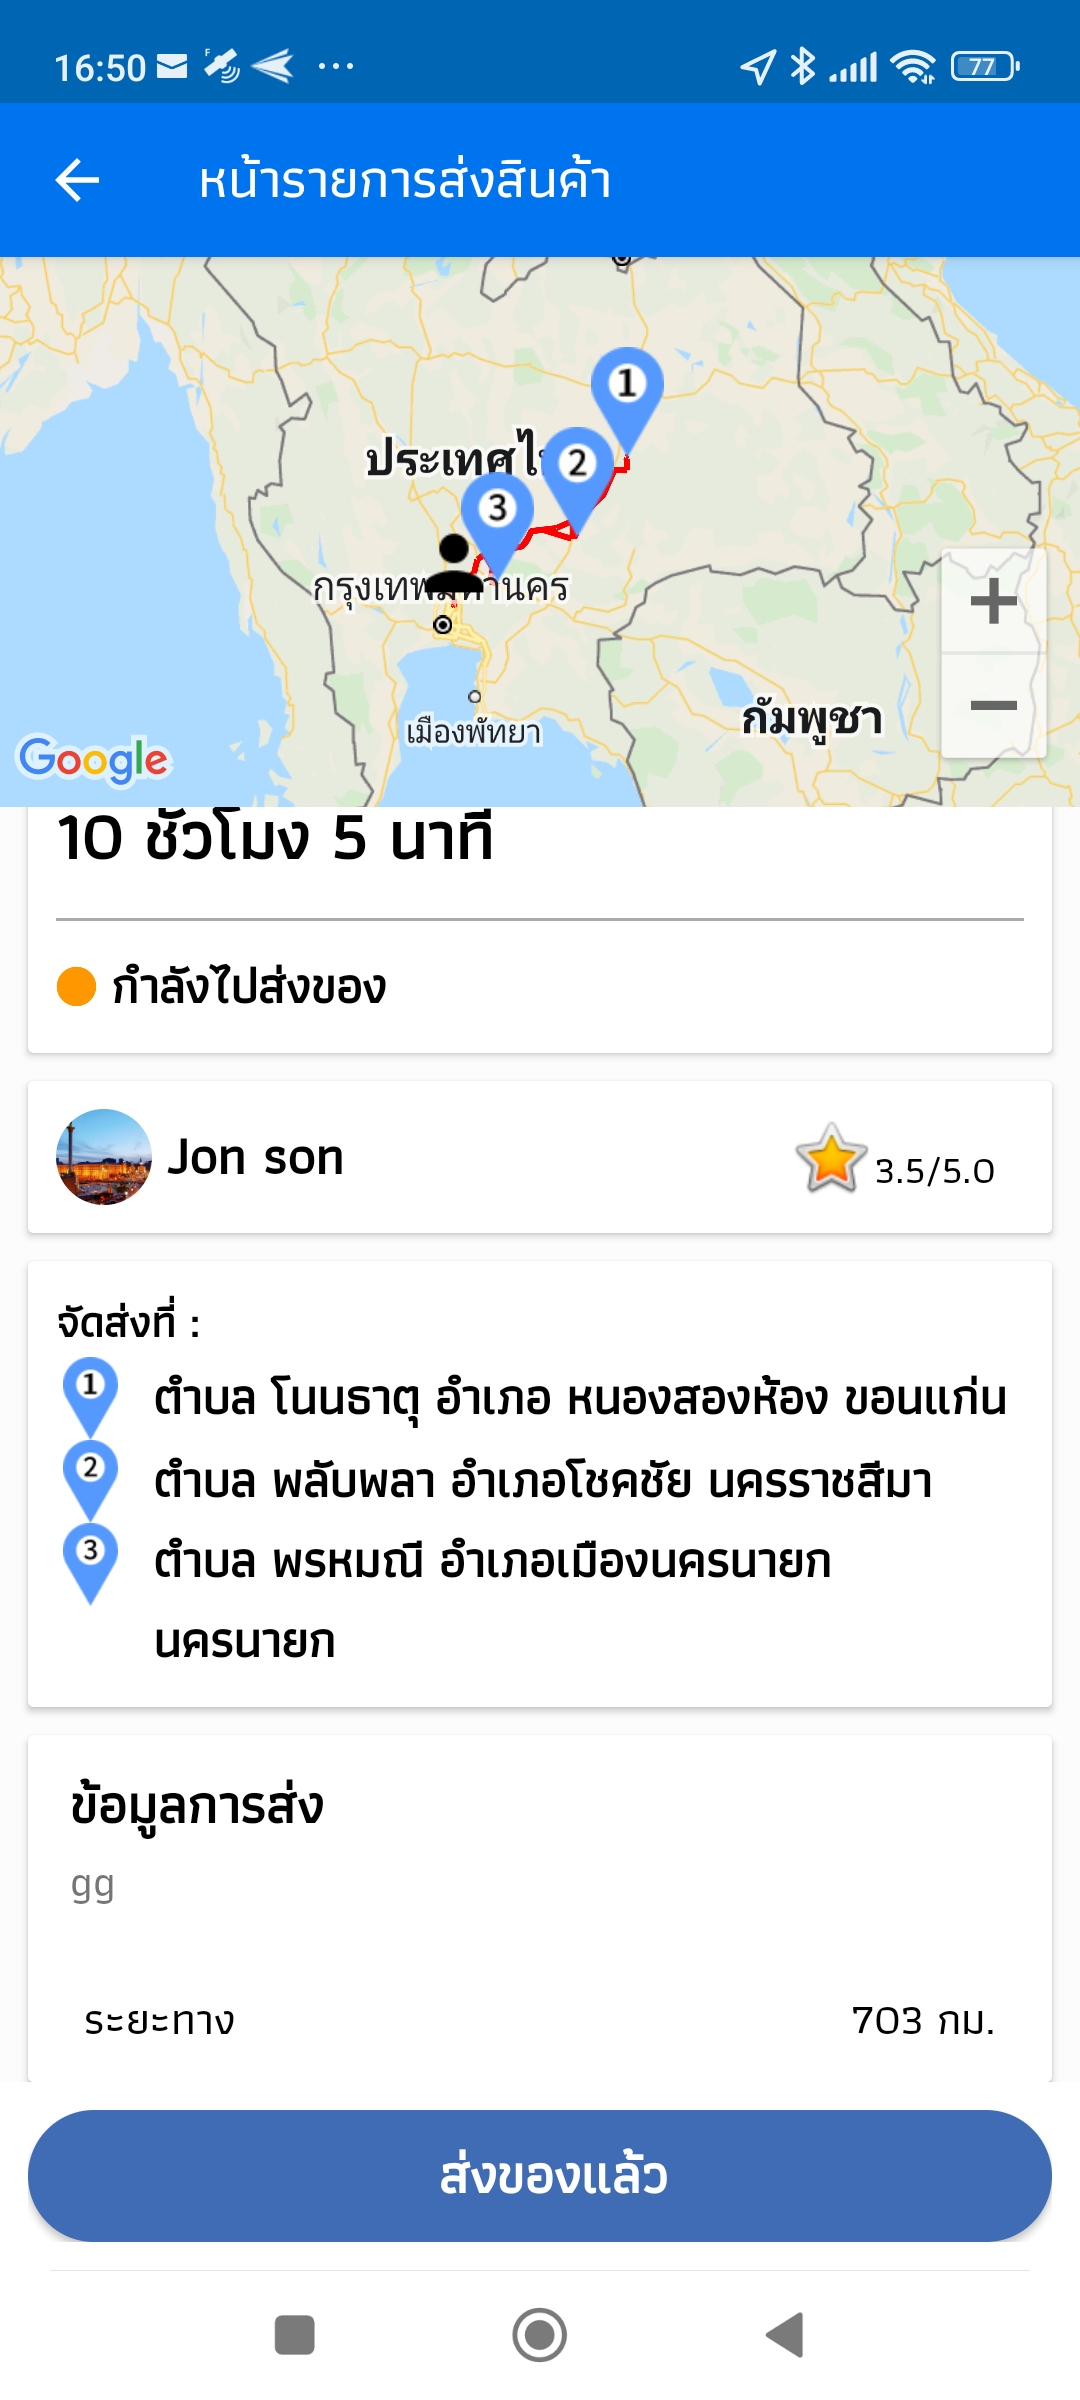 16:50
77
หน้ารายการส่งสินค้า
1
2
3
กรุงเทพมหานคร
เมืองพัทยา
กัมพูชา
Google
10 ชั่วโมง 5 นาที
กำลังไปส่งของ
Jon son
3.5/5.0
จัดส่งที่ :
1 ตำบล โนนธาตุ อำเภอ หนองสองห้อง ขอนแก่น
2 ตำบล พลับพลา อำเภอโชคชัย นครราชสีมา
3 ตำบล พรหมณี อำเภอเมืองนครนายก
นครนายก
ข้อมูลการส่ง
gg
ระยะทาง 703 กม.
ส่งของแล้ว